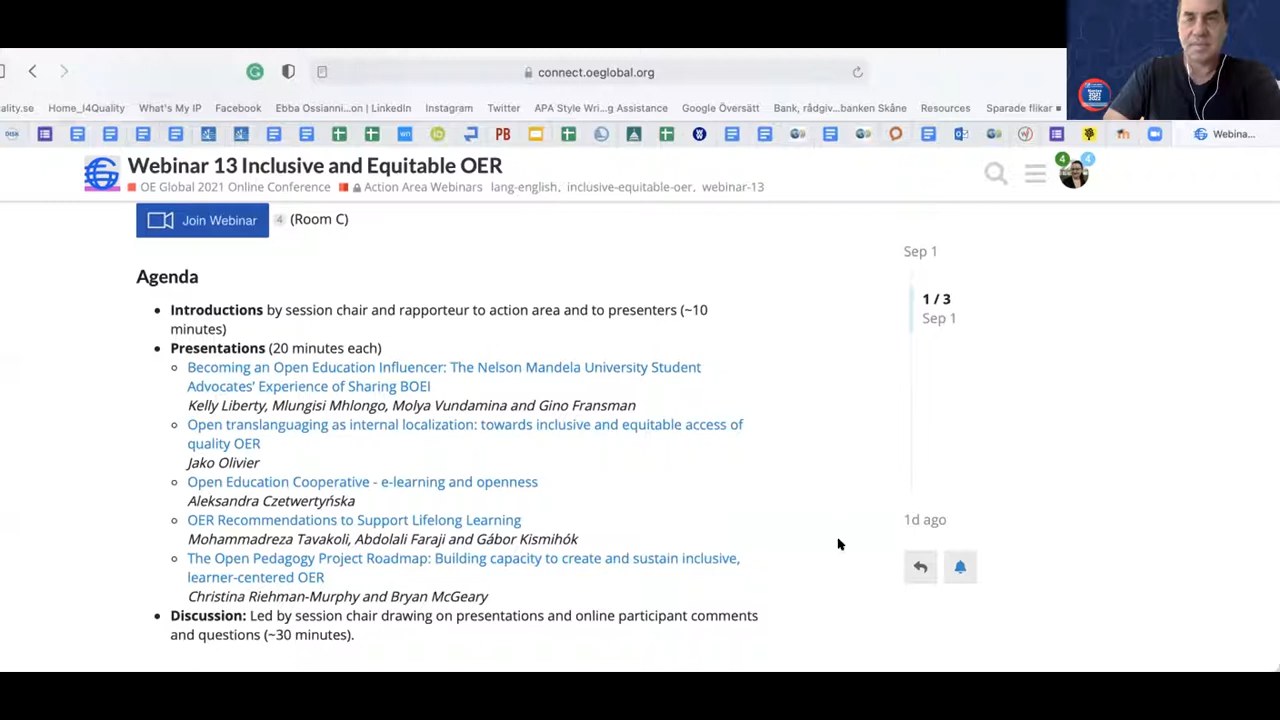 connect.oeglobal.org
ality.se Home_I4Quality What's My IP Facebook Ebba Ossianni...on | LinkedIn Instagram Twitter APA Style Wri...g Assistance Google Översätt Bank, rådgiv...banken Skåne Resources Sparade flikar
PB Webina...
Webinar 13 Inclusive and Equitable OER
OE Global 2021 Online Conference Action Area Webinars lang-english, inclusive-equitable-oer, webinar-13
4 4
Join Webinar 4 (Room C)
Sep 1
Agenda
1 / 3
Sep 1
• Introductions by session chair and rapporteur to action area and to presenters (~10
minutes)
• Presentations (20 minutes each)
Becoming an Open Education Influencer: The Nelson Mandela University Student
Advocates' Experience of Sharing BOEI
Kelly Liberty, Mlungisi Mhlongo, Molya Vundamina and Gino Fransman
Open translanguaging as internal localization: towards inclusive and equitable access of
quality OER
Jako Olivier
Open Education Cooperative - e-learning and openness
Aleksandra Czetwertyńska
OER Recommendations to Support Lifelong Learning
Mohammadreza Tavakoli, Abdolali Faraji and Gábor Kismihók
The Open Pedagogy Project Roadmap: Building capacity to create and sustain inclusive,
learner-centered OER
Christina Riehman-Murphy and Bryan McGeary
• Discussion: Led by session chair drawing on presentations and online participant comments
and questions (~30 minutes).
1d ago